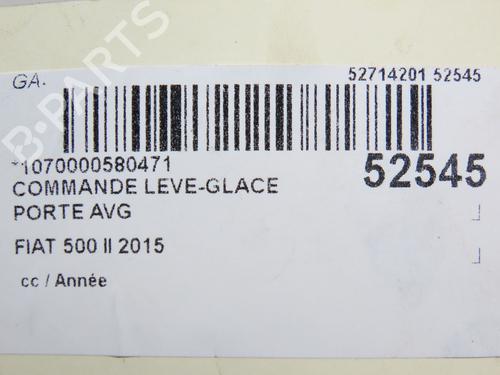 GA.
52714201 52545
*1070000580471
52545
COMMANDE LEVE-GLACE
PORTE AVG
FIAT 500 II 2015
cc / Année
B-PARTS